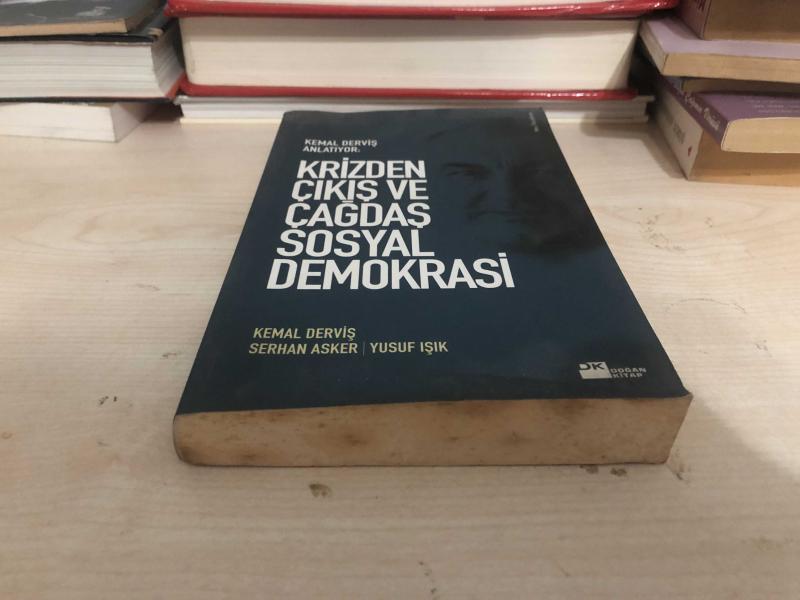 KEMAL DERVİŞ
ANLATIYOR:
KRİZDEN
ÇIKIŞ VE
ÇAĞDAŞ
SOSYAL
DEMOKRASİ
KEMAL DERVİŞ
SERHAN ASKER | YUSUF IŞIK
DK DOĞAN
KİTAP